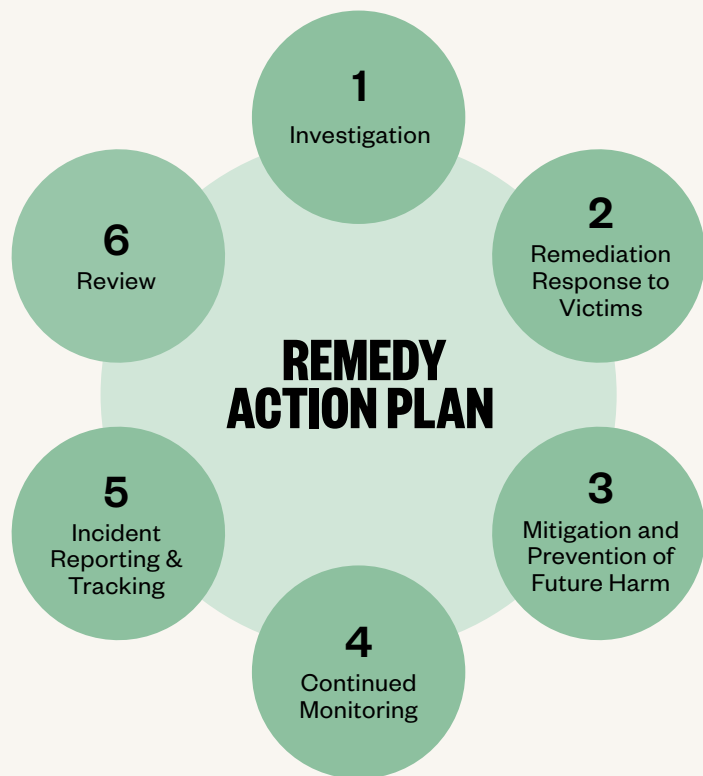 1
Investigation
2
Remediation
Response to
Victims
3
Mitigation and
Prevention of
Future Harm
4
Continued
Monitoring
5
Incident
Reporting &
Tracking
6
Review
REMEDY
ACTION PLAN